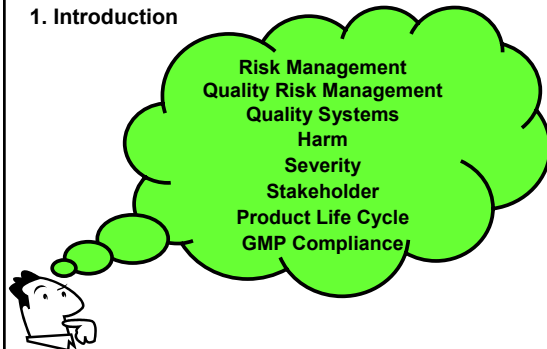 1. Introduction
Risk Management
Quality Risk Management
Quality Systems
Harm
Severity
Stakeholder
Product Life Cycle
GMP Compliance